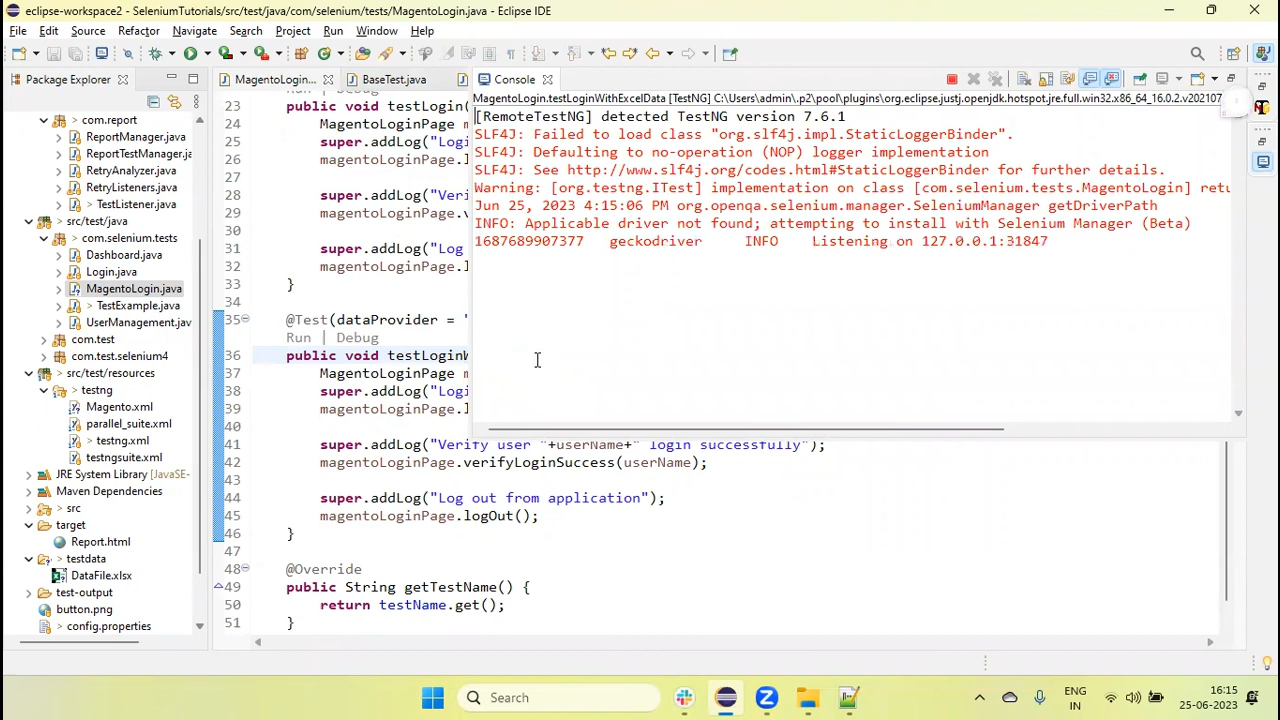 eclipse-workspace2 - SeleniumTutorials/src/test/java/com/selenium/tests/MagentoLogin.java - Eclipse IDE
File Edit Source Refactor Navigate Search Project Run Window Help
Package Explorer
com.report
ReportManager.java
ReportTestManager.ja
RetryAnalyzer.java
RetryListeners.java
TestListener.java
src/test/java
com.selenium.tests
Dashboard.java
Login.java
MagentoLogin.java
TestExample.java
UserManagement.jav
com.test
com.test.selenium4
src/test/resources
testng
Magento.xml
parallel_suite.xml
testng.xml
testngsuite.xml
JRE System Library [JavaSE-
Maven Dependencies
src
target
Report.html
testdata
DataFile.xlsx
test-output
button.png
config.properties
MagentoLogin... BaseTest.java
Run | Debug
23 public void testLogin(
24 MagentoLoginPage m
25 super.addLog("Logi
26 magentoLoginPage.l
27
28 super.addLog("Veri
29 magentoLoginPage.v
30
31 super.addLog("Log
32 magentoLoginPage.l
33 }
34
35 @Test(dataProvider = "
Run | Debug
36 public void testLoginW
37 MagentoLoginPage m
38 super.addLog("Logi
39 magentoLoginPage.l
40
41 super.addLog("Verify user "+userName+" login successfully");
42 magentoLoginPage.verifyLoginSuccess(userName);
43
44 super.addLog("Log out from application");
45 magentoLoginPage.logOut();
46 }
47
48 @Override
49 public String getTestName() {
50 return testName.get();
51 }
Console
MagentoLogin.testLoginWithExcelData [TestNG] C:\Users\admin\.p2\pool\plugins\org.eclipse.justj.openjdk.hotspot.jre.full.win32.x86_64_16.0.2.v202107
[RemoteTestNG] detected TestNG version 7.6.1
SLF4J: Failed to load class "org.slf4j.impl.StaticLoggerBinder".
SLF4J: Defaulting to no-operation (NOP) logger implementation
SLF4J: See http://www.slf4j.org/codes.html#StaticLoggerBinder for further details.
Warning: [org.testng.ITest] implementation on class [com.selenium.tests.MagentoLogin] retu
Jun 25, 2023 4:15:06 PM org.openqa.selenium.manager.SeleniumManager getDriverPath
INFO: Applicable driver not found; attempting to install with Selenium Manager (Beta)
1687689907377 geckodriver INFO Listening on 127.0.0.1:31847
Search
ENG
IN
16:15
25-06-2023